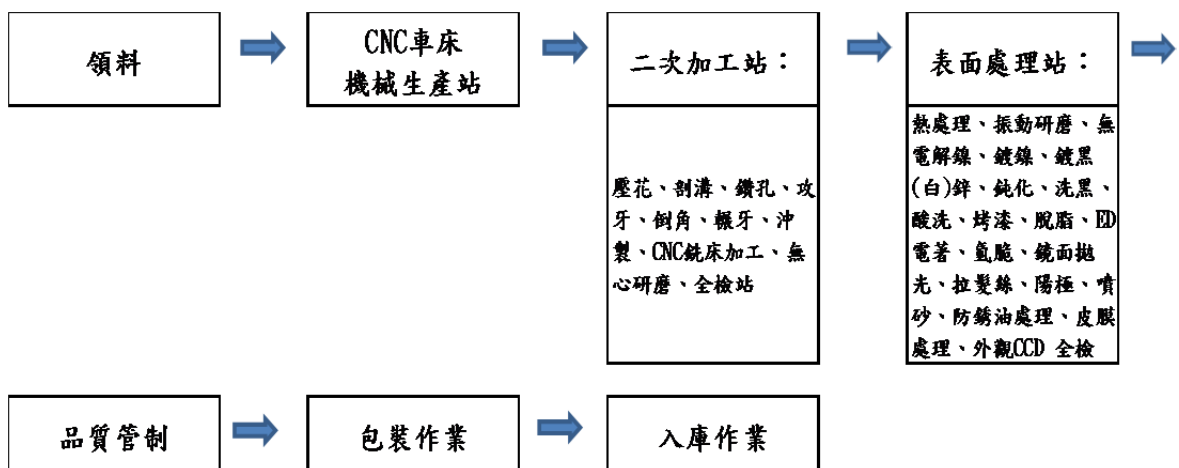 領料
CNC車床
機械生產站
二次加工站：
表面處理站：
壓花、剖溝、鑽孔、攻
牙、倒角、輾牙、沖
製、CNC銑床加工、無
心研磨、全檢站
熱處理、振動研磨、無
電解鎳、鍍鎳、鍍黑
(白)鋅、鈍化、洗黑、
酸洗、烤漆、脫脂、ED
電著、氫脆、鏡面拋
光、拉髮絲、陽極、噴
砂、防銹油處理、皮膜
處理、外觀CCD 全檢
品質管制
包裝作業
入庫作業